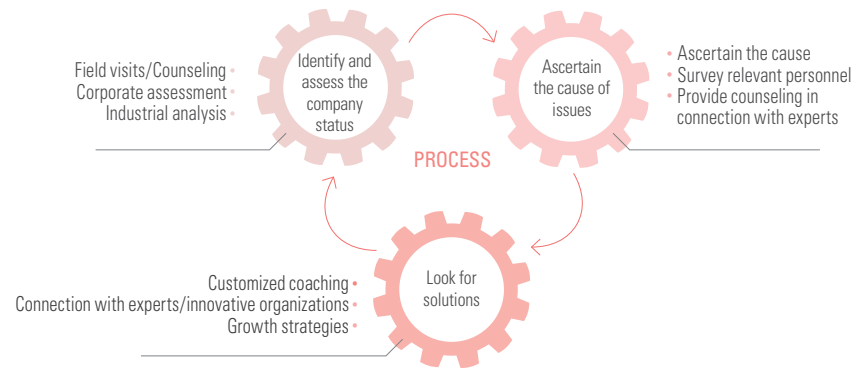 Field visits/Counseling •
Corporate assessment •
Industrial analysis •
Identify and
assess the
company
status
Ascertain
the cause of
issues
• Ascertain the cause
• Survey relevant personnel
• Provide counseling in
connection with experts
PROCESS
Customized coaching •
Connection with experts/innovative organizations •
Growth strategies •
Look for
solutions